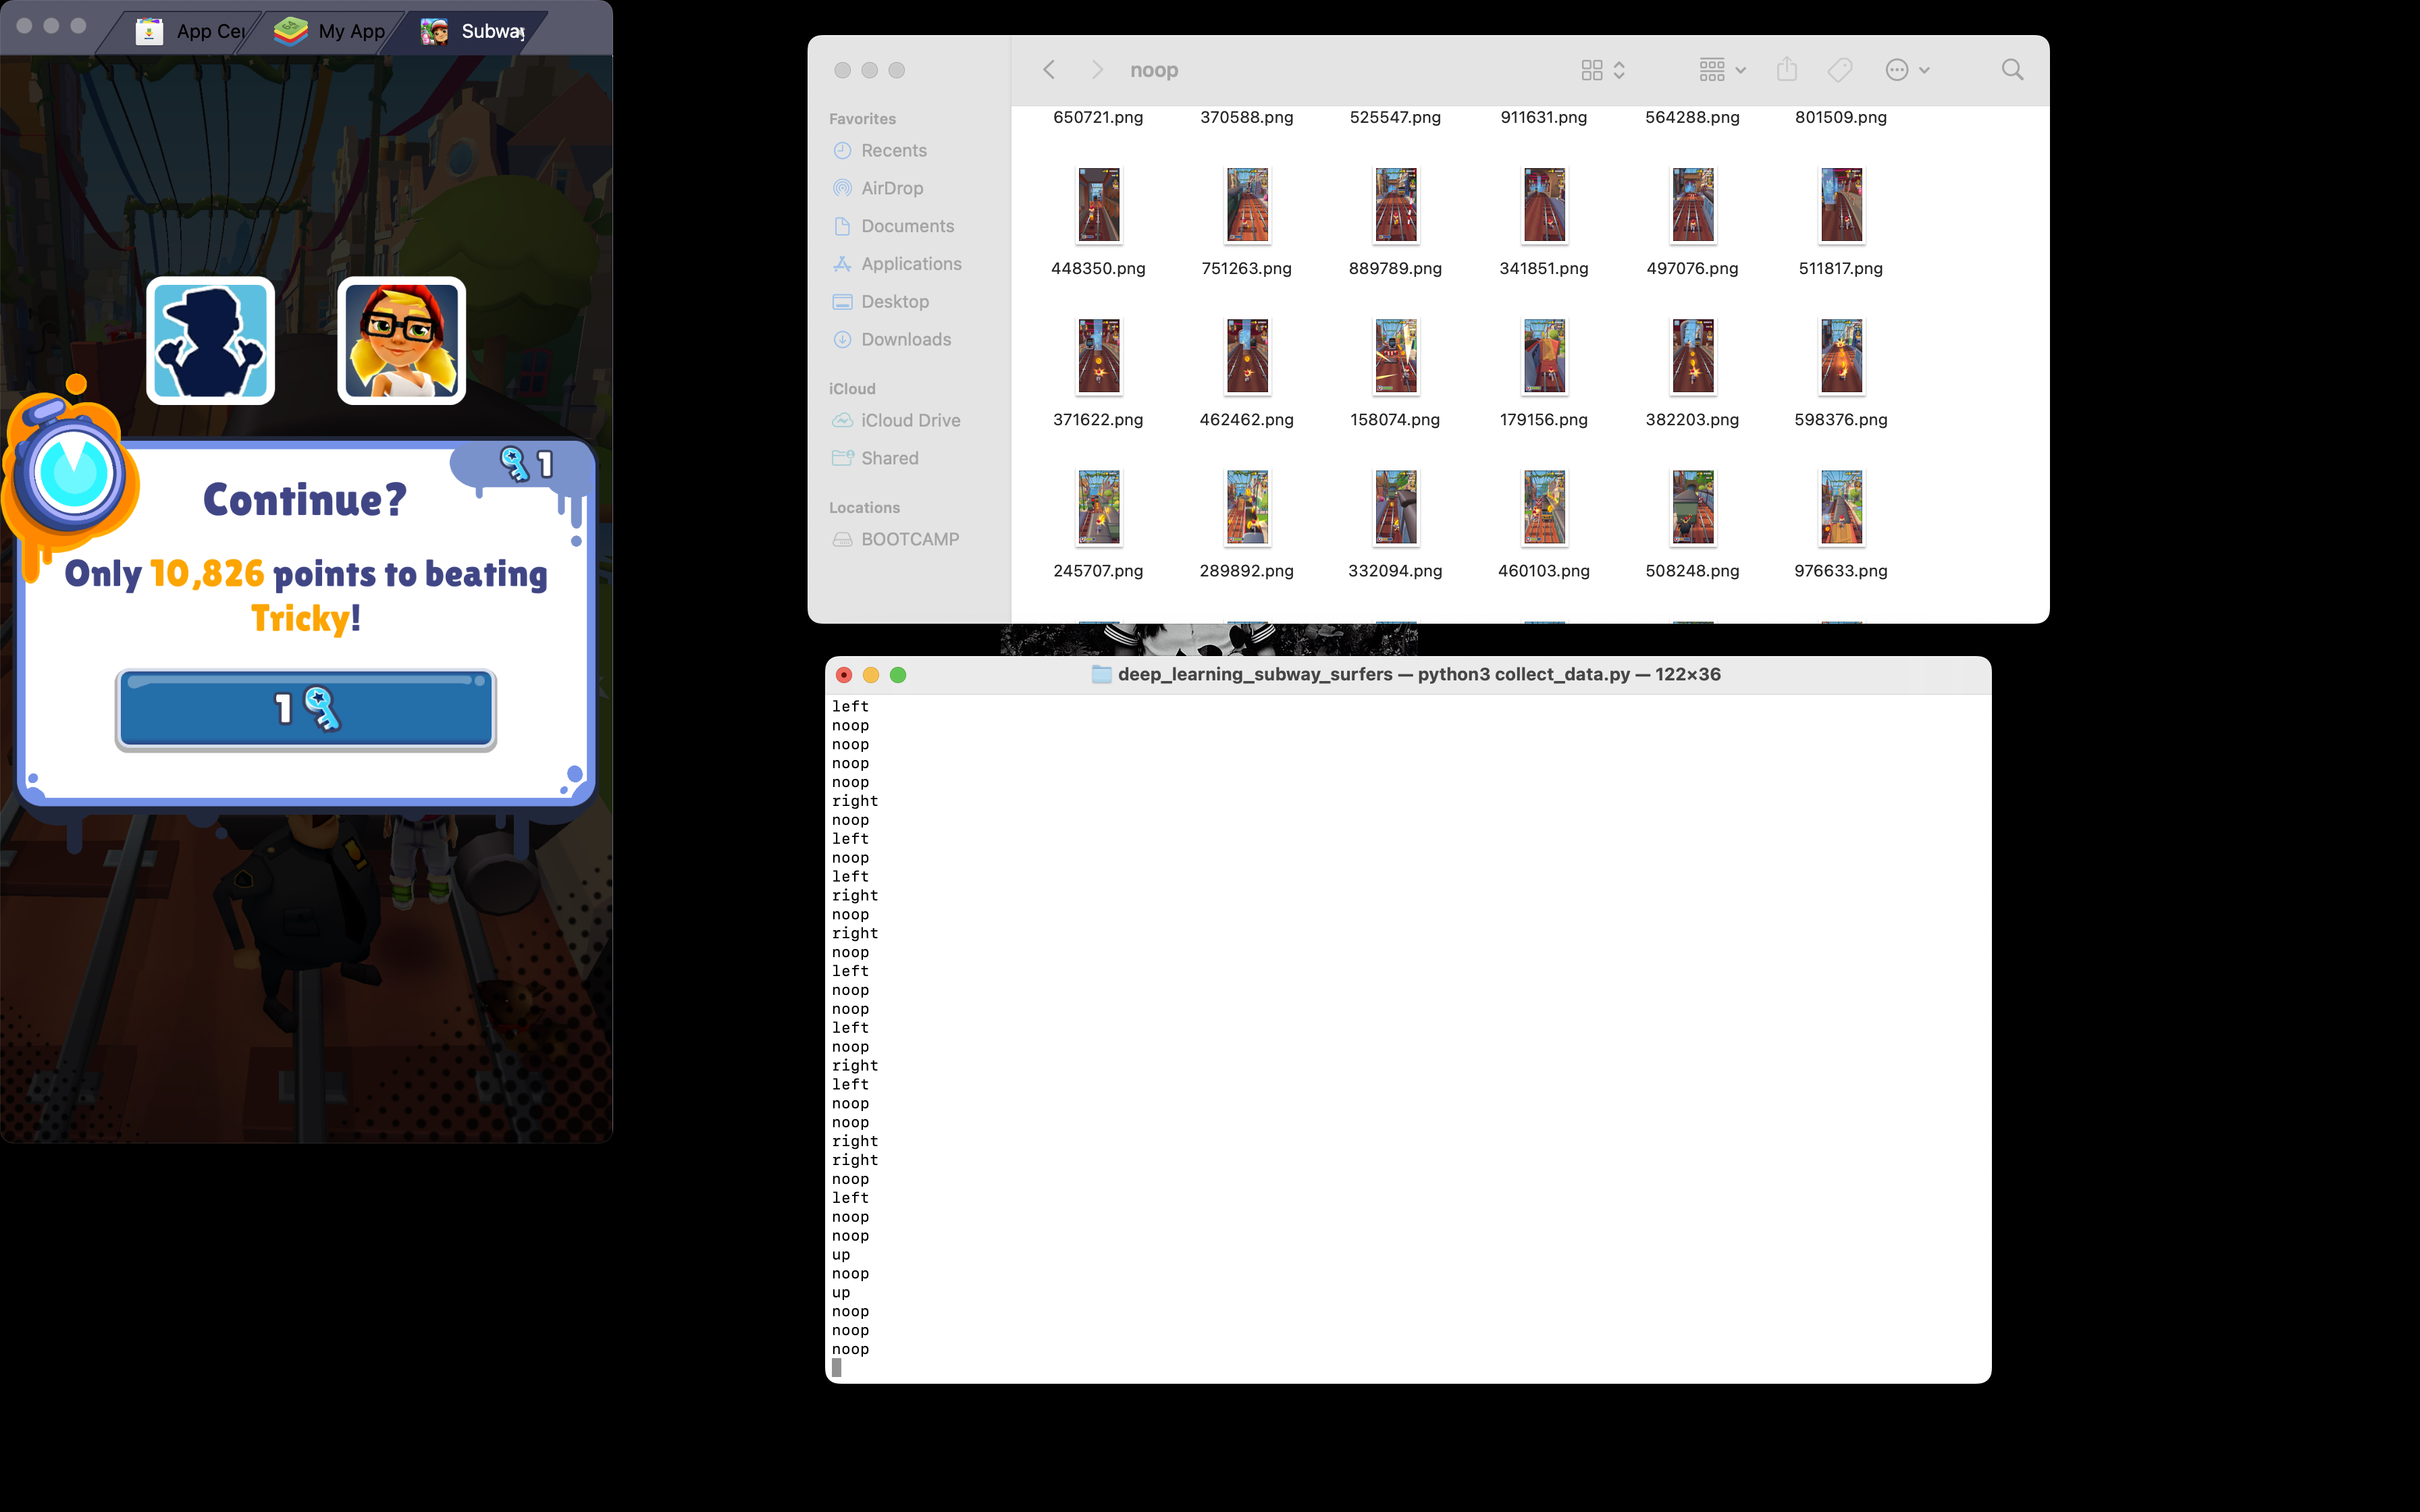 App Cer
My App
Subway
1
Continue?
Only 10,826 points to beating
Tricky!
1
noop
Favorites
Recents
AirDrop
Documents
Applications
Desktop
Downloads
iCloud
iCloud Drive
Shared
Locations
BOOTCAMP
650721.png 370588.png 525547.png 911631.png 564288.png 801509.png
448350.png 751263.png 889789.png 341851.png 497076.png 511817.png
371622.png 462462.png 158074.png 179156.png 382203.png 598376.png
245707.png 289892.png 332094.png 460103.png 508248.png 976633.png
deep_learning_subway_surfers — python3 collect_data.py — 122×36
left
noop
noop
noop
noop
right
noop
left
noop
left
right
noop
right
noop
left
noop
noop
left
noop
right
left
noop
noop
right
right
noop
left
noop
noop
up
noop
up
noop
noop
noop